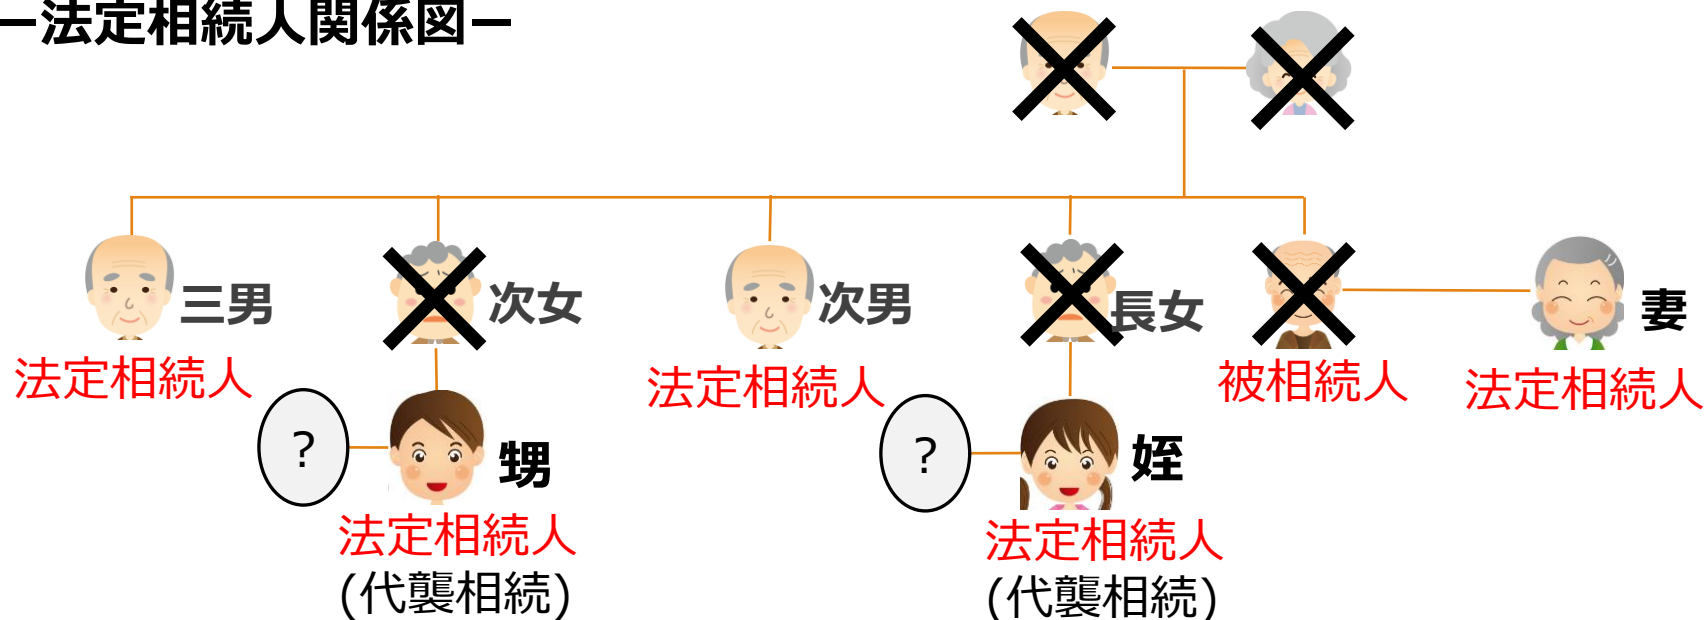 ー法定相続人関係図ー
三男
次女
次男
長女
妻
法定相続人
法定相続人
被相続人
法定相続人
?
甥
?
姪
法定相続人
(代襲相続)
法定相続人
(代襲相続)